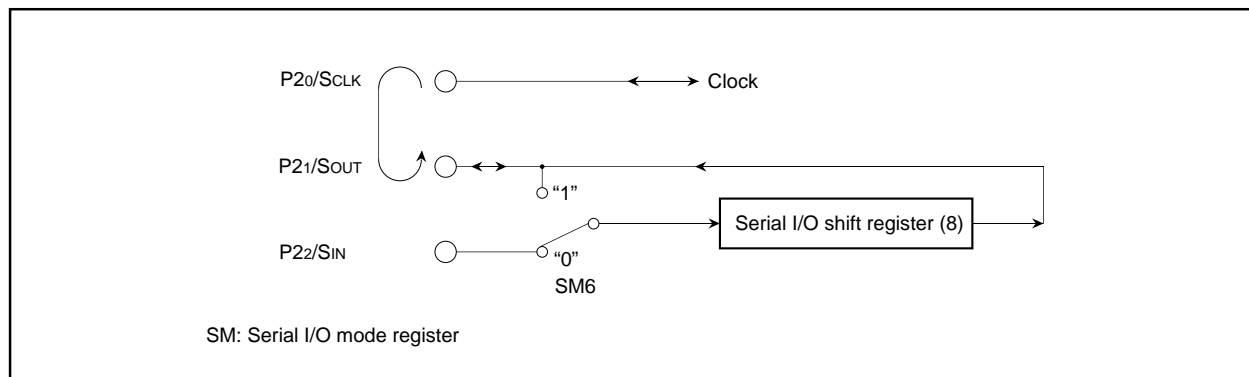 P20/SCLK
Clock
P21/SOUT
“1”
Serial I/O shift register (8)
P22/SIN
“0”
SM6
SM: Serial I/O mode register